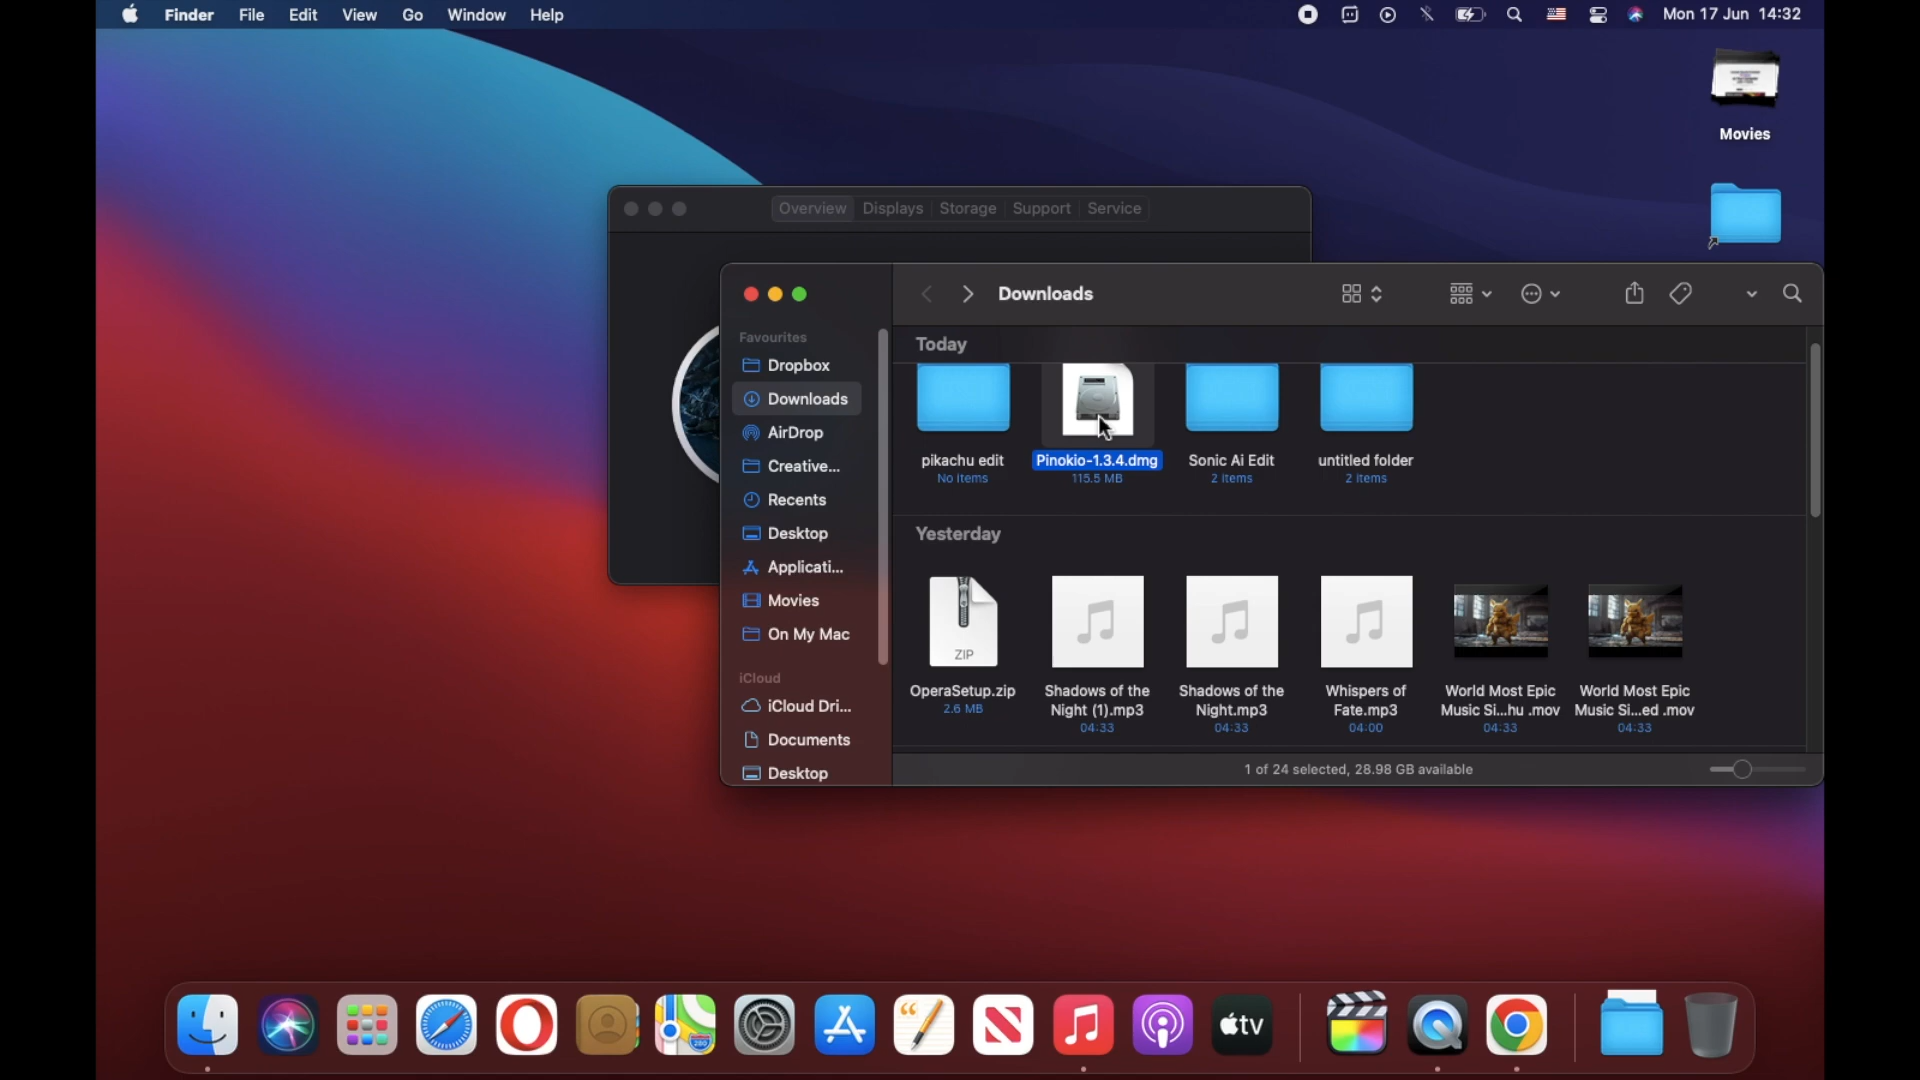 Finder File Edit View Go Window Help
Mon 17 Jun 14:32
Movies
Overview Displays Storage Support Service
Downloads
Favourites
Dropbox
Downloads
AirDrop
Creative...
Recents
Desktop
Applicati...
Movies
On My Mac
iCloud
iCloud Dri...
Documents
Desktop
Today
pikachu edit
No items
Pinokio-1.3.4.dmg
115.5 MB
Sonic Ai Edit
2 items
untitled folder
2 items
Yesterday
ZIP
OperaSetup.zip
2.6 MB
Shadows of the
Night (1).mp3
04:33
Shadows of the
Night.mp3
04:33
Whispers of
Fate.mp3
04:00
World Most Epic
Music Si...hu .mov
04:33
World Most Epic
Music Si...ed .mov
04:33
1 of 24 selected, 28.98 GB available
tv